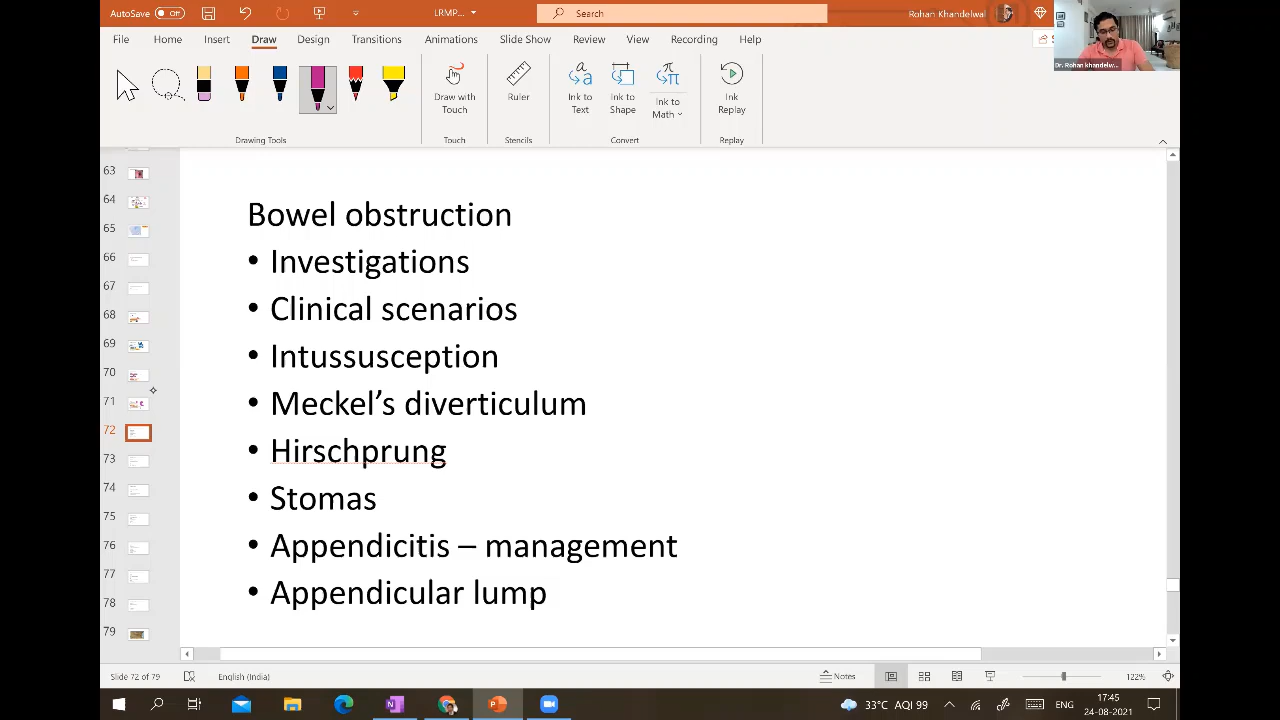 AutoSave Off LRMP... Search Rohan Khandelwal
File Home Insert Draw Design Transitions Animations Slide Show Review View Recording Help
Dr. Rohan khandelw...
Draw with Touch
Ruler
Ink to Text
Ink to Shape
Ink to Math
Ink Replay
Drawing Tools Touch Stencils Convert Replay
63
64
65
66
67
68
69
70
71
72
73
74
75
76
77
78
79
Bowel obstruction
• Investigations
• Clinical scenarios
• Intussusception
• Meckel’s diverticulum
• Hirschprung
• Stomas
• Appendicitis – management
• Appendicular lump
Slide 72 of 79 English (India) Notes 122%
33°C AQI 99 ENG 17:45
24-08-2021